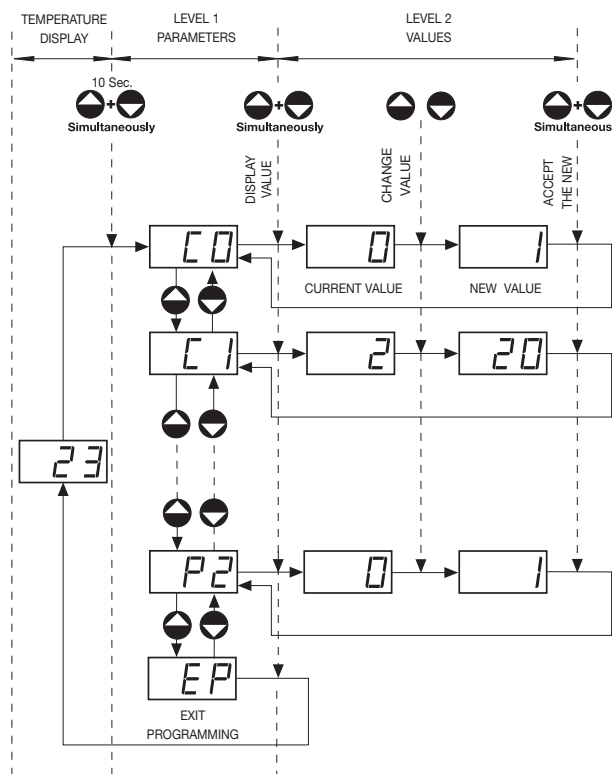 TEMPERATURE DISPLAY
LEVEL 1 PARAMETERS
LEVEL 2 VALUES
10 Sec.
+ + +
Simultaneously Simultaneously Simultaneous
DISPLAY VALUE
CHANGE VALUE
ACCEPT THE NEW
C0 0 1
CURRENT VALUE NEW VALUE
C1 2 20
23
P2 0 1
EP
EXIT
PROGRAMMING